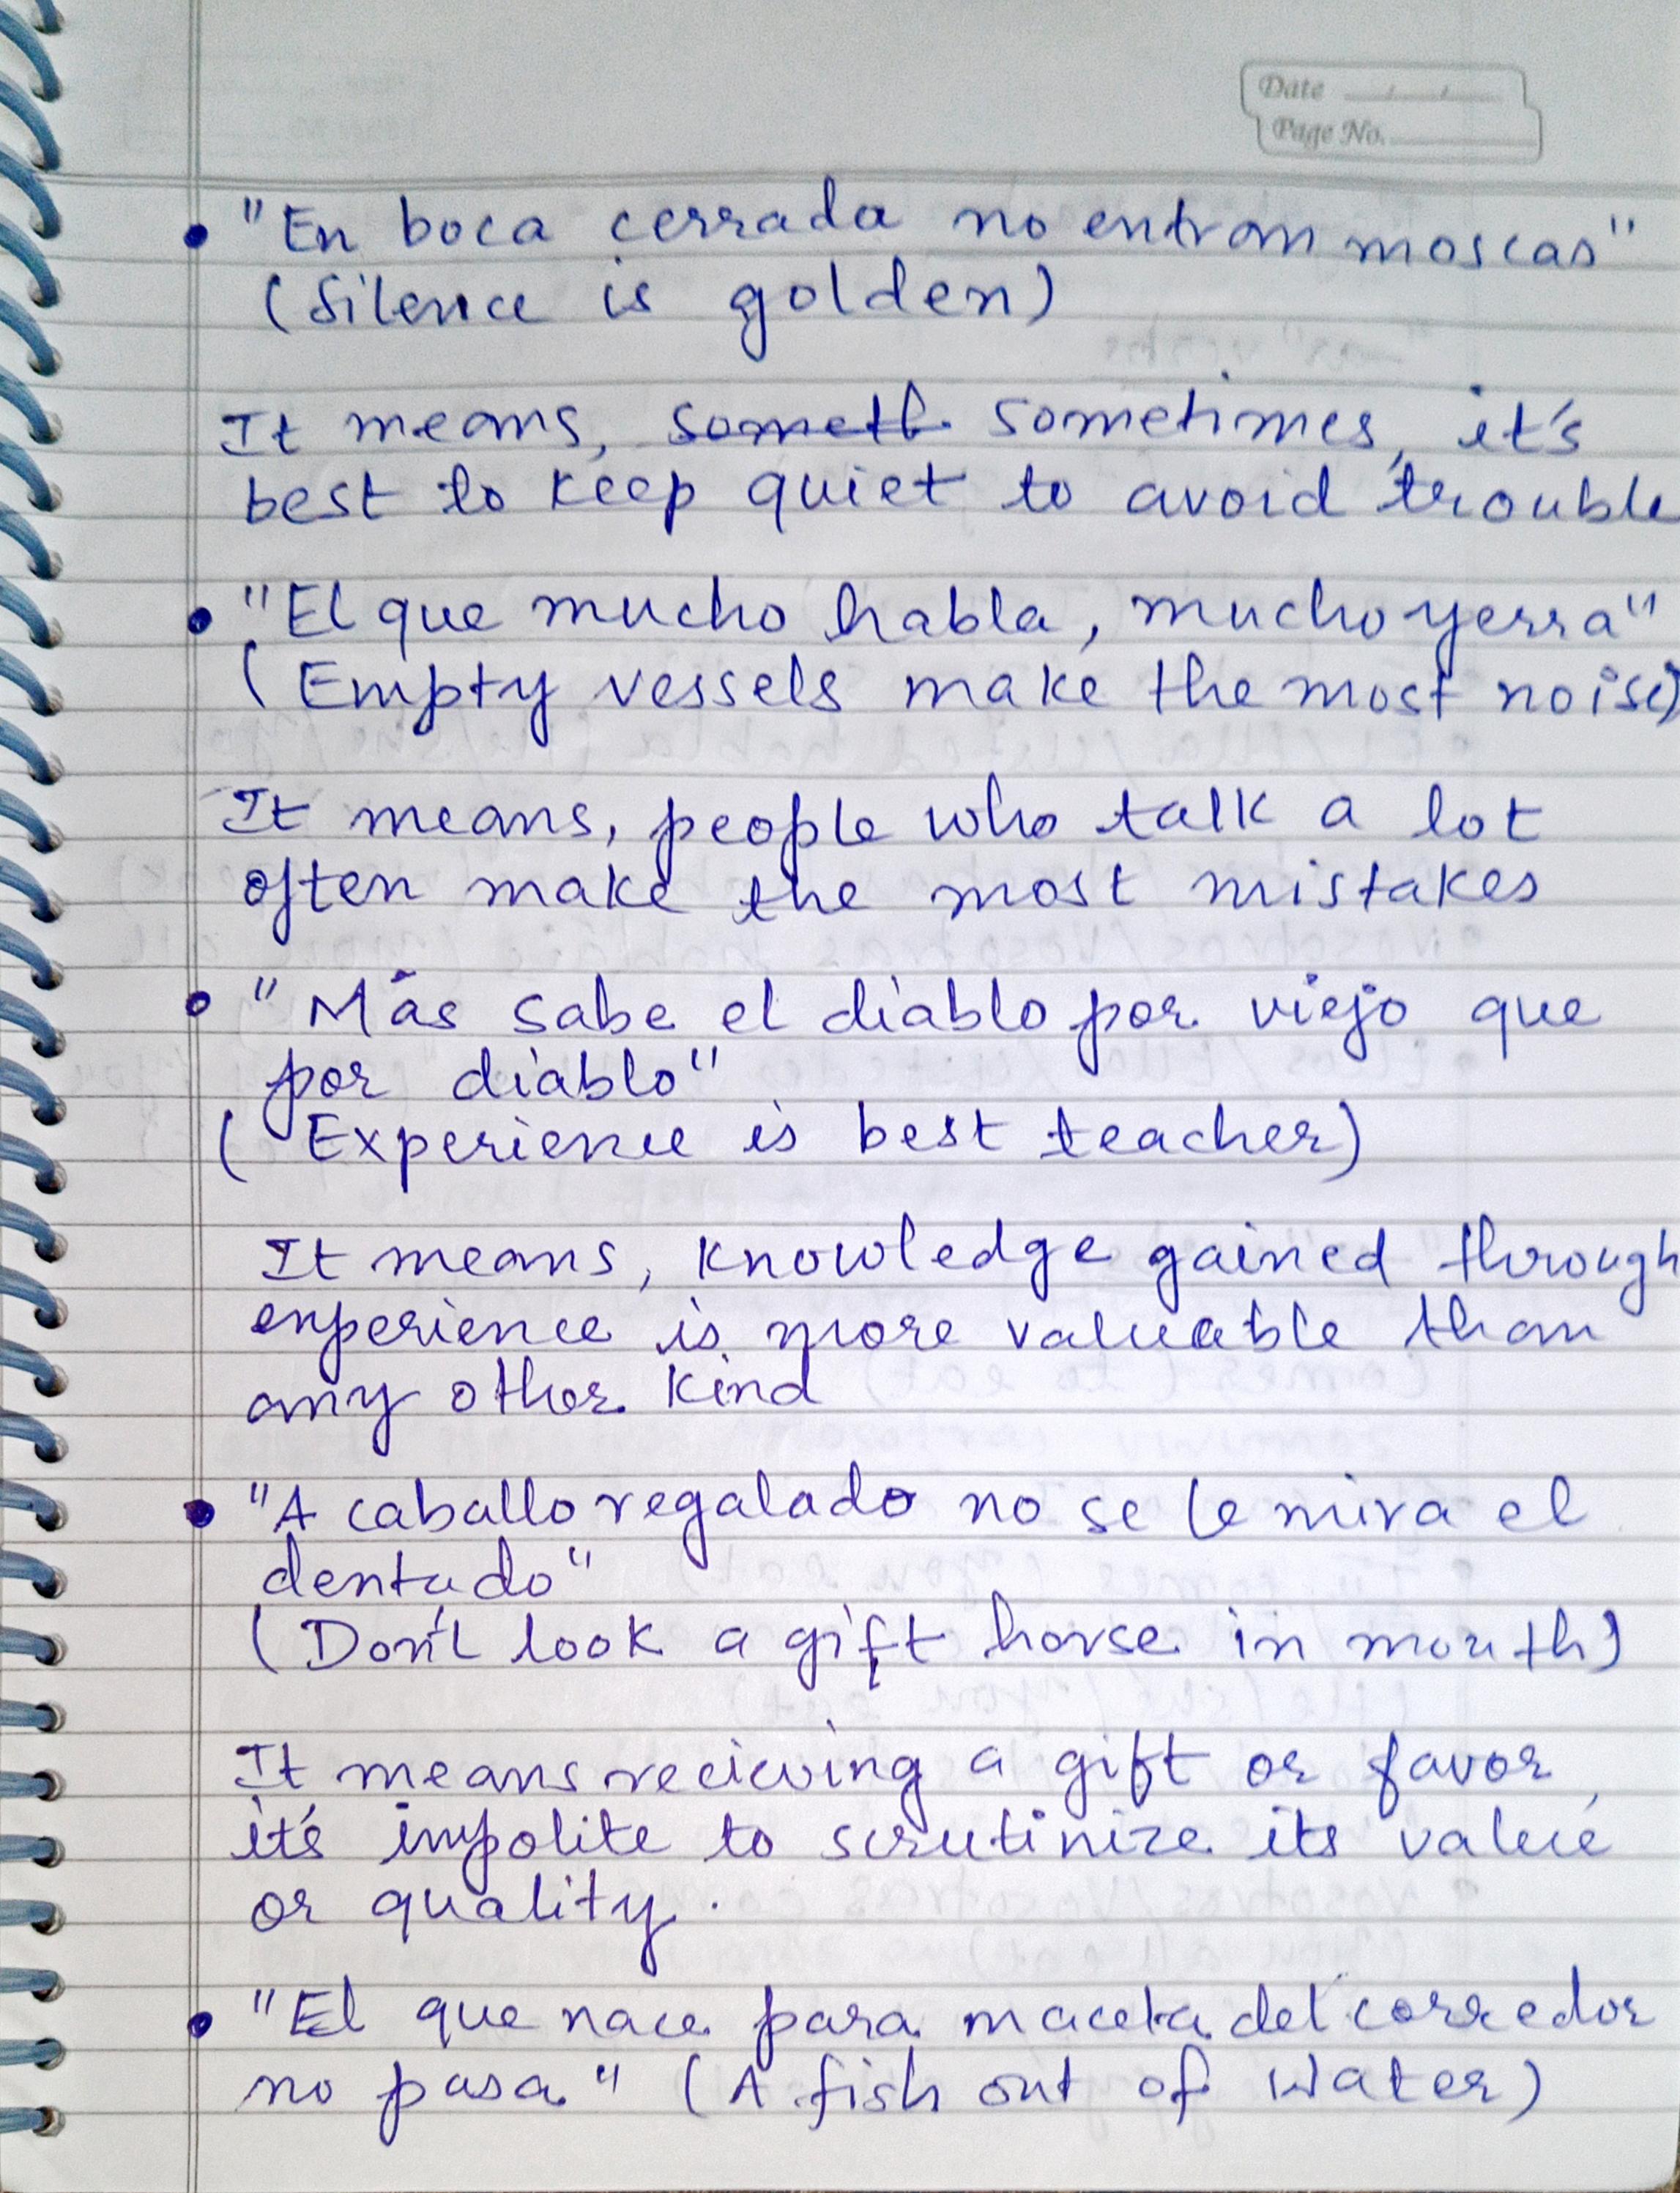 Date
Page No.
• "En boca cerrada no entran moscas"
(Silence is golden)
It means, someth sometimes, it's
best to keep quiet to avoid trouble
• "El que mucho habla, mucho yerra"
(Empty vessels make the most noise)
It means, people who talk a lot
often make the most mistakes
• "Más sabe el diablo por viejo que
por diablo"
(Experience is best teacher)
It means, knowledge gained through
experience is more valuable than
any other kind
• "A caballo regalado no se le mira el
dentado"
(Don't look a gift horse in mouth)
It means recieving a gift or favor,
it's impolite to scrutinize its value
or quality.
• "El que nace para maceta del corredor
no pasa" (A fish out of water)